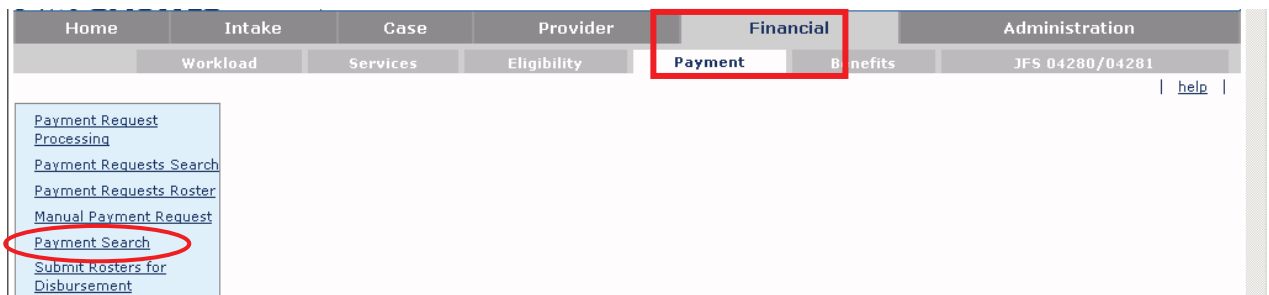 Home Intake Case Provider Financial Administration
Workload Services Eligibility Payment Benefits JFS 04280/04281
| help |
Payment Request
Processing
Payment Requests Search
Payment Requests Roster
Manual Payment Request
Payment Search
Submit Rosters for
Disbursement